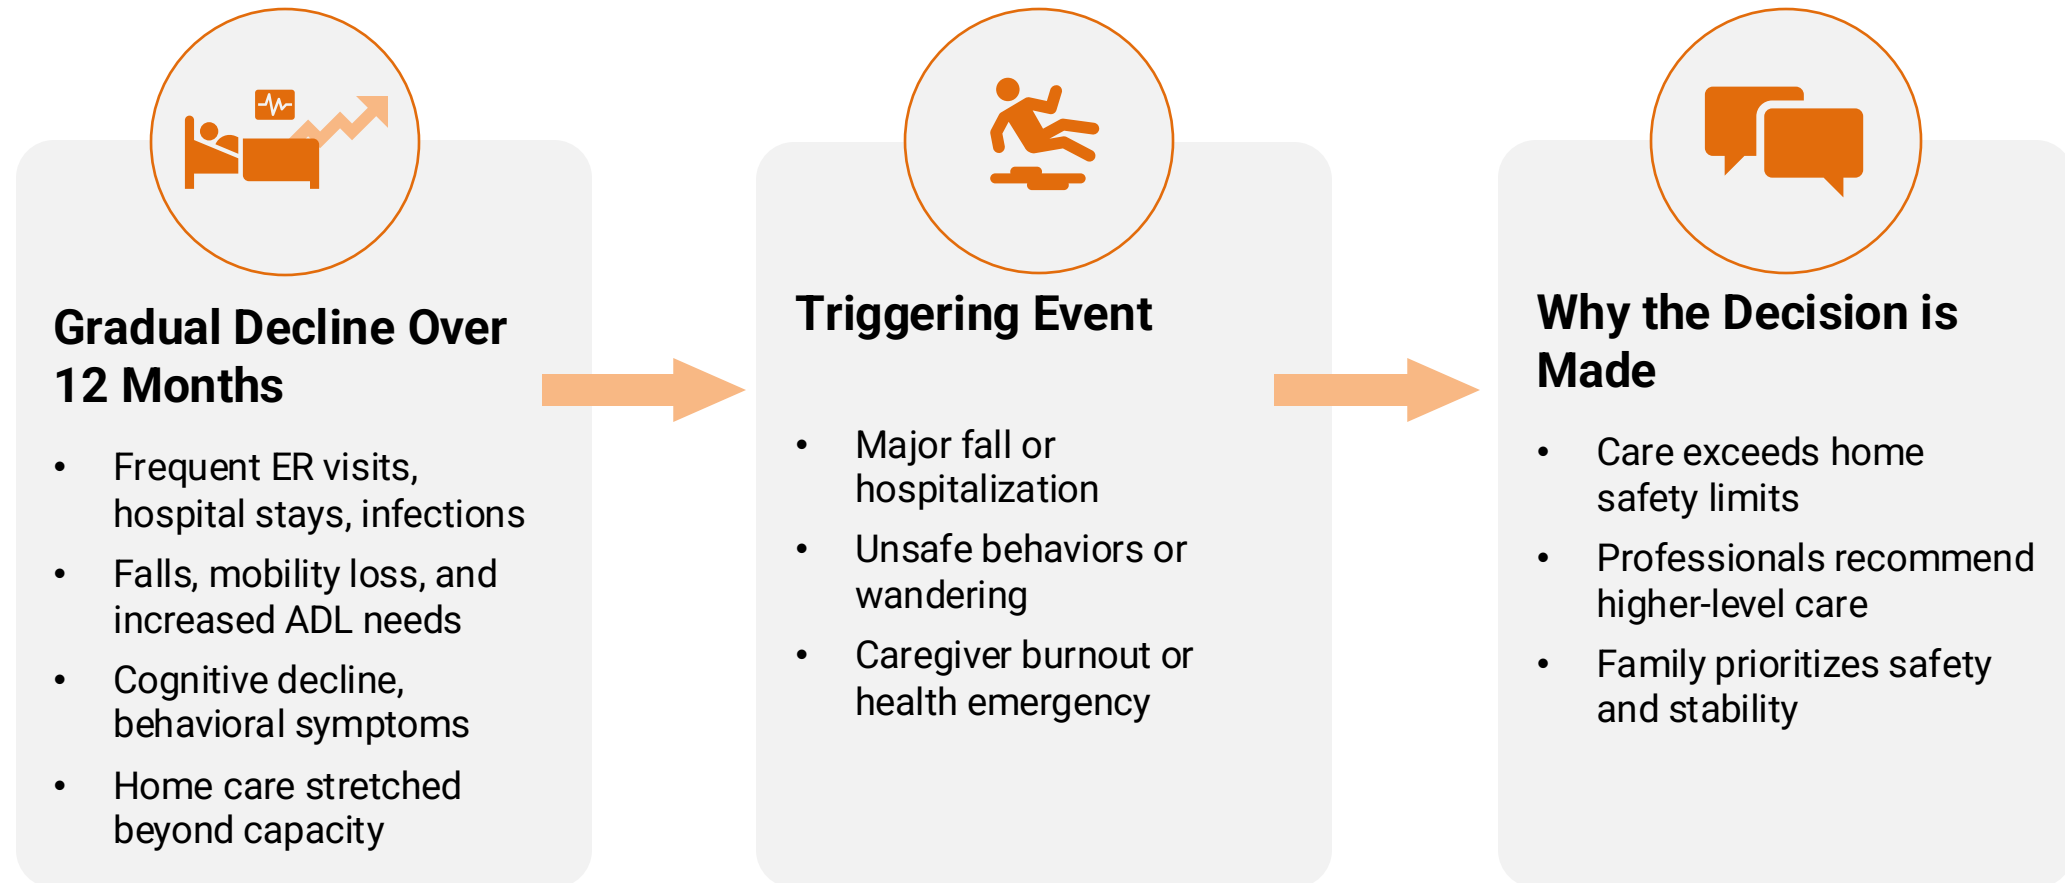 Gradual Decline Over
12 Months
• Frequent ER visits,
hospital stays, infections
• Falls, mobility loss, and
increased ADL needs
• Cognitive decline,
behavioral symptoms
• Home care stretched
beyond capacity
Triggering Event
• Major fall or
hospitalization
• Unsafe behaviors or
wandering
• Caregiver burnout or
health emergency
Why the Decision is
Made
• Care exceeds home
safety limits
• Professionals recommend
higher-level care
• Family prioritizes safety
and stability